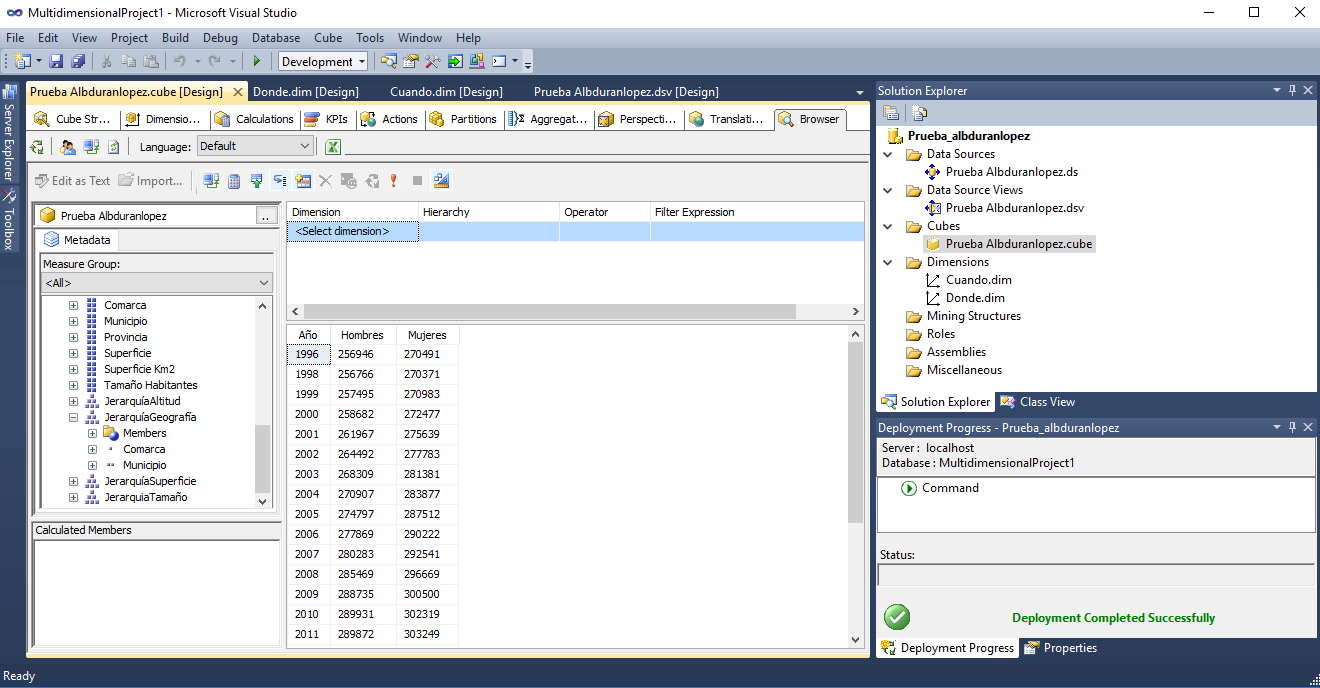 MultidimensionalProject1 - Microsoft Visual Studio
File Edit View Project Build Debug Database Cube Tools Window Help
Development
Server Explorer
Toolbox
Prueba Albduranlopez.cube [Design] Donde.dim [Design] Cuando.dim [Design] Prueba Albduranlopez.dsv [Design]
Cube Str... Dimensio... Calculations KPIs Actions Partitions Aggregat... Perspecti... Translati... Browser
Language: Default
Edit as Text Import...
Prueba Albduranlopez ..
Metadata
Measure Group:
<All>
Comarca
Municipio
Provincia
Superficie
Superficie Km2
Tamaño Habitantes
JerarquíaAltitud
JerarquíaGeografía
Members
Comarca
Municipio
JerarquíaSuperficie
JerarquiaTamaño
Calculated Members
Dimension Hierarchy Operator Filter Expression
<Select dimension>
Año Hombres Mujeres
1996 256946 270491
1998 256766 270371
1999 257495 270983
2000 258682 272477
2001 261967 275639
2002 264492 277783
2003 268309 281381
2004 270907 283877
2005 274797 287512
2006 277869 290222
2007 280283 292541
2008 285469 296669
2009 288735 300500
2010 289931 302319
2011 289872 303249
Solution Explorer
Prueba_albduranlopez
Data Sources
Prueba Albduranlopez.ds
Data Source Views
Prueba Albduranlopez.dsv
Cubes
Prueba Albduranlopez.cube
Dimensions
Cuando.dim
Donde.dim
Mining Structures
Roles
Assemblies
Miscellaneous
Solution Explorer Class View
Deployment Progress - Prueba_albduranlopez
Server : localhost
Database : MultidimensionalProject1
Command
Status:
Deployment Completed Successfully
Deployment Progress Properties
Ready